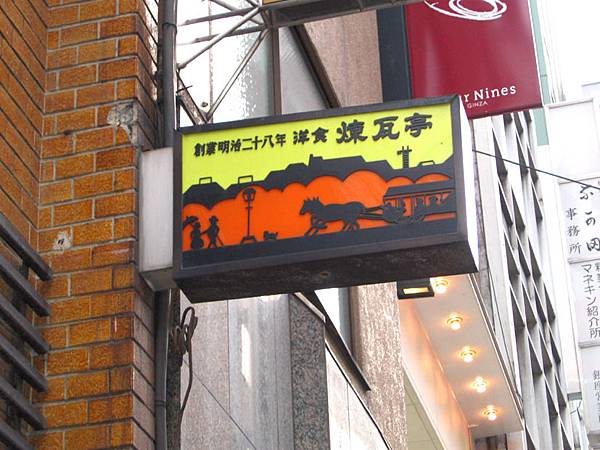 創業明治二十八年 洋食 煉瓦亭
r Nines
GINZA
事務所
マネキン紹介所